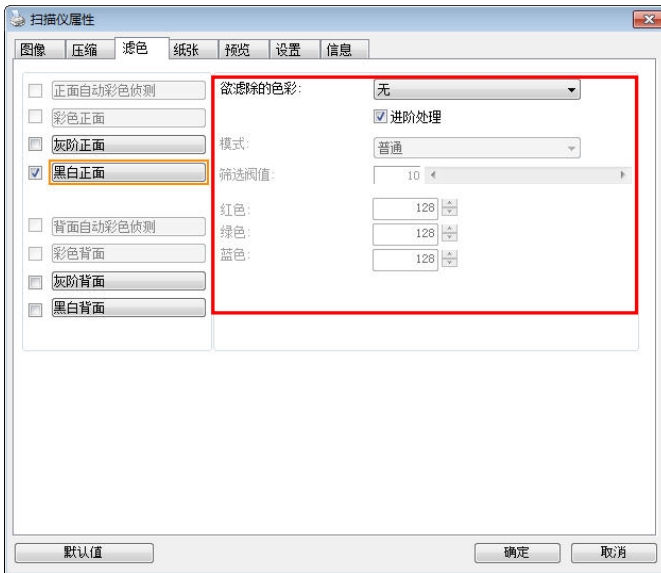 扫描仪属性
图像 压缩 滤色 纸张 预览 设置 信息
正面自动彩色侦测
彩色正面
灰阶正面
黑白正面
背面自动彩色侦测
彩色背面
灰阶背面
黑白背面
欲滤除的色彩: 无
进阶处理
模式: 普通
筛选阀值: 10
红色: 128
绿色: 128
蓝色: 128
默认值 确定 取消